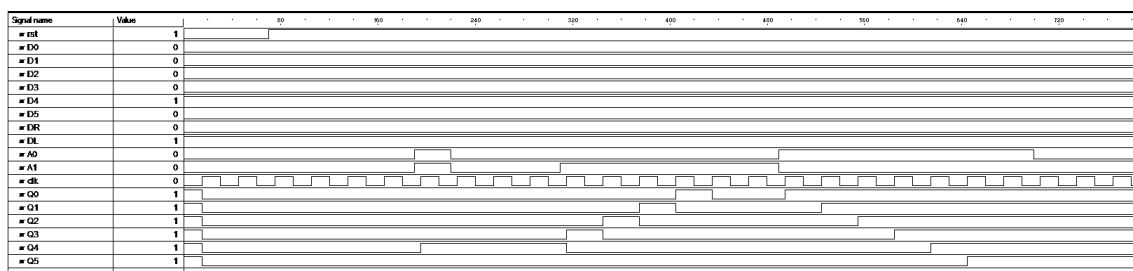 Signal name Value 80 160 240 320 400 480 560 640 720
rst 1
D0 0
D1 0
D2 0
D3 0
D4 1
D5 0
DR 0
DL 1
A0 0
A1 0
clk 0
Q0 1
Q1 1
Q2 1
Q3 1
Q4 1
Q5 1